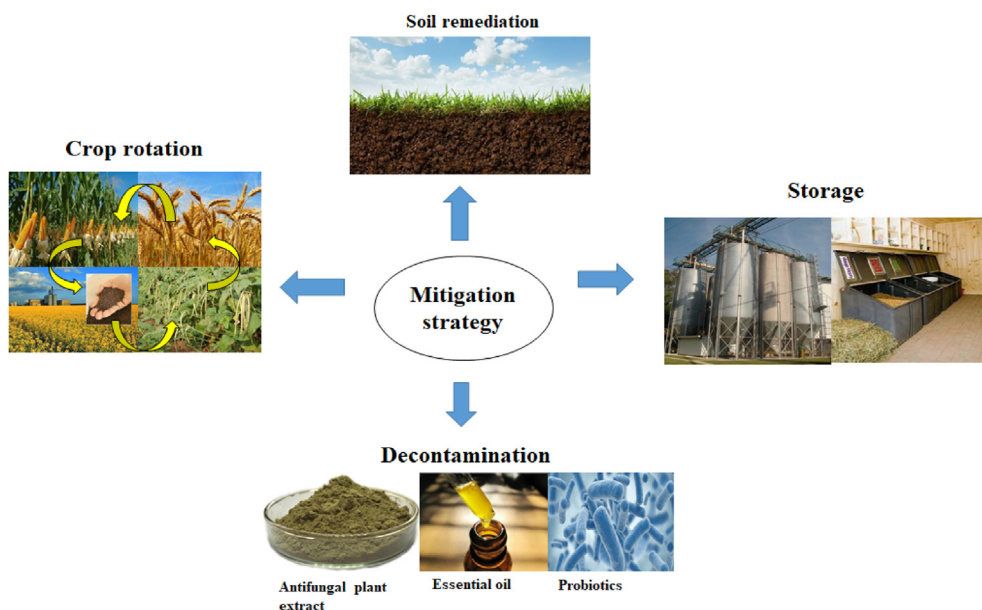 Soil remediation
Crop rotation
Storage
Mitigation
strategy
Decontamination
Antifungal plant
extract
Essential oil
Probiotics